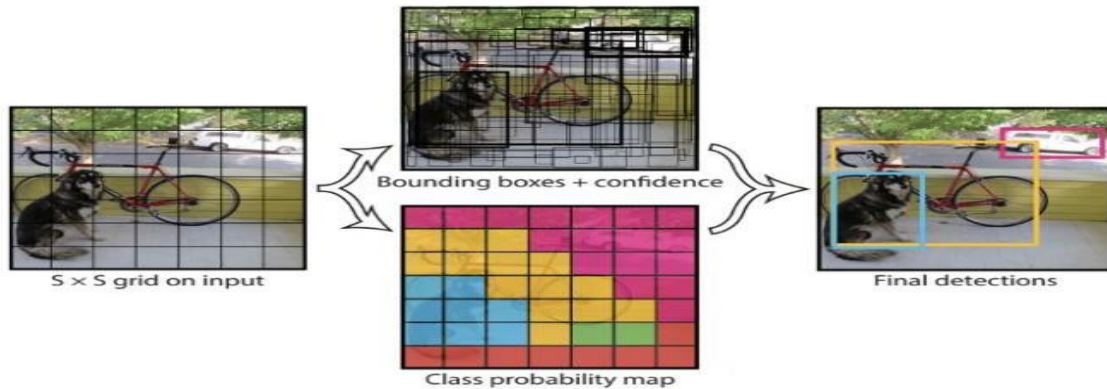 S × S grid on input
Bounding boxes + confidence
Class probability map
Final detections